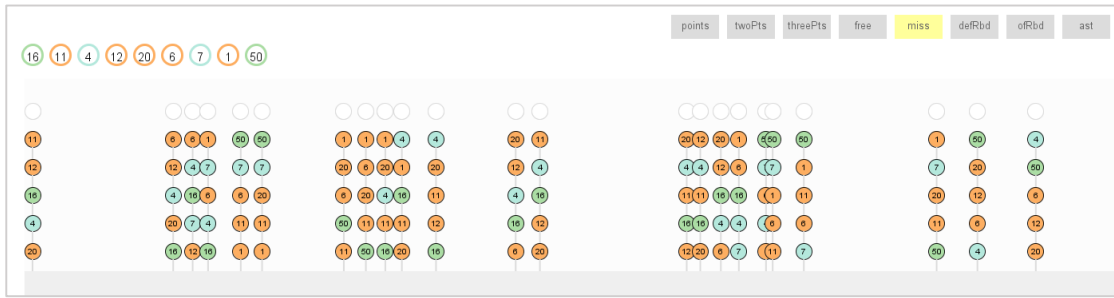 points twoPts threePts free miss defRbd ofRbd ast
16 11 4 12 20 6 7 1 50
11 6 6 1 50 50 1 1 1 4 4 20 11 20 12 20 1 50 50 1 50 4
12 12 4 7 7 7 20 6 20 1 20 12 4 4 4 12 6 7 1 7 20 50
16 4 16 6 6 20 6 20 4 16 11 4 16 11 11 16 16 1 11 20 12 6
4 20 7 4 11 11 50 11 11 11 12 16 12 16 16 4 4 6 6 11 6 12
20 16 12 16 1 1 11 50 16 20 16 6 20 12 20 6 7 11 7 50 4 20